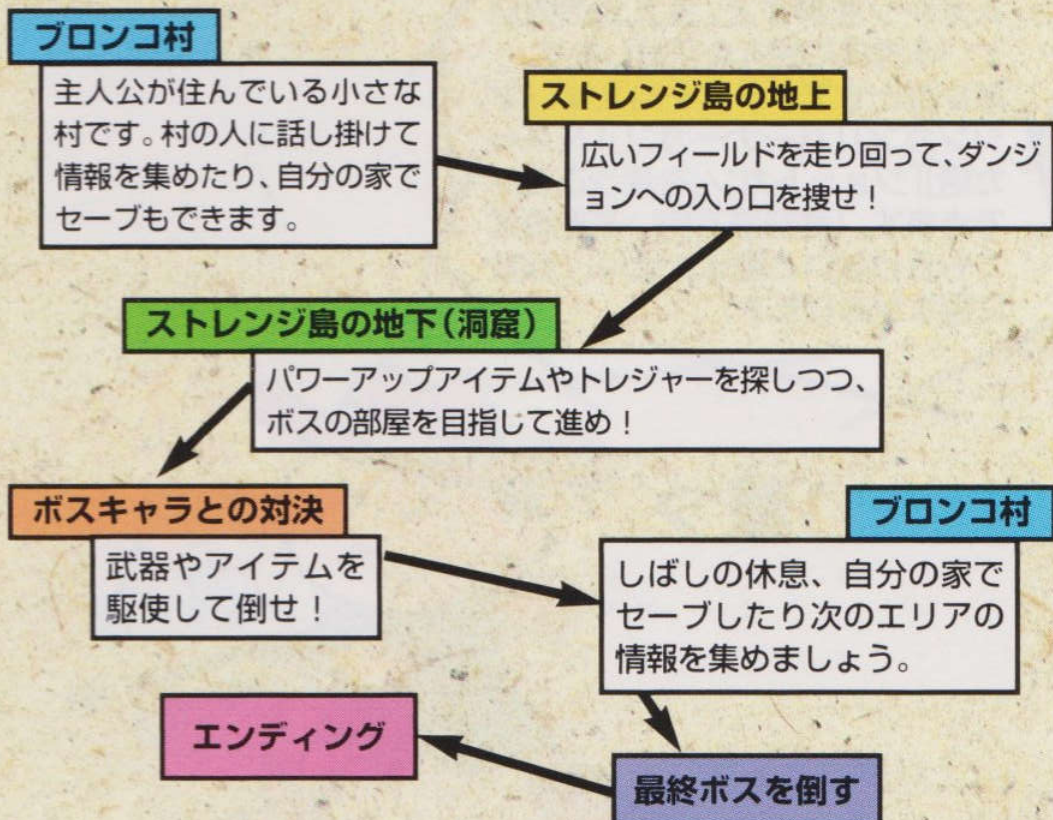 ブロンコ村
主人公が住んでいる小さな
村です。村の人に話し掛けて
情報を集めたり、自分の家で
セーブもできます。
ストレンジ島の地上
広いフィールドを走り回って、ダンジ
ョンへの入り口を捜せ！
ストレンジ島の地下（洞窟）
パワーアップアイテムやトレジャーを探しつつ、
ボスの部屋を目指して進め！
ボスキャラとの対決
武器やアイテムを
駆使して倒せ！
ブロンコ村
しばしの休息、自分の家で
セーブしたり次のエリアの
情報を集めましょう。
最終ボスを倒す
エンディング